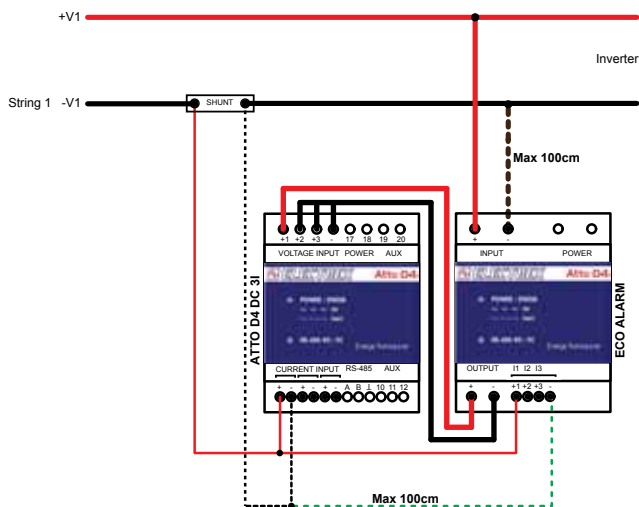 +V1
Inverter
String 1 -V1
SHUNT
Max 100cm
+1 +2 +3 - 17 18 19 20
VOLTAGE INPUT POWER AUX
+ -
INPUT POWER
ATTO D4 DC 3I
Atto D4
Atto D4
ECO ALARM
CURRENT INPUT RS-485 AUX
+ - + - + - A B ⊥ 10 11 12
OUTPUT I1 I2 I3
+ - +1 +2 +3 -
Max 100cm